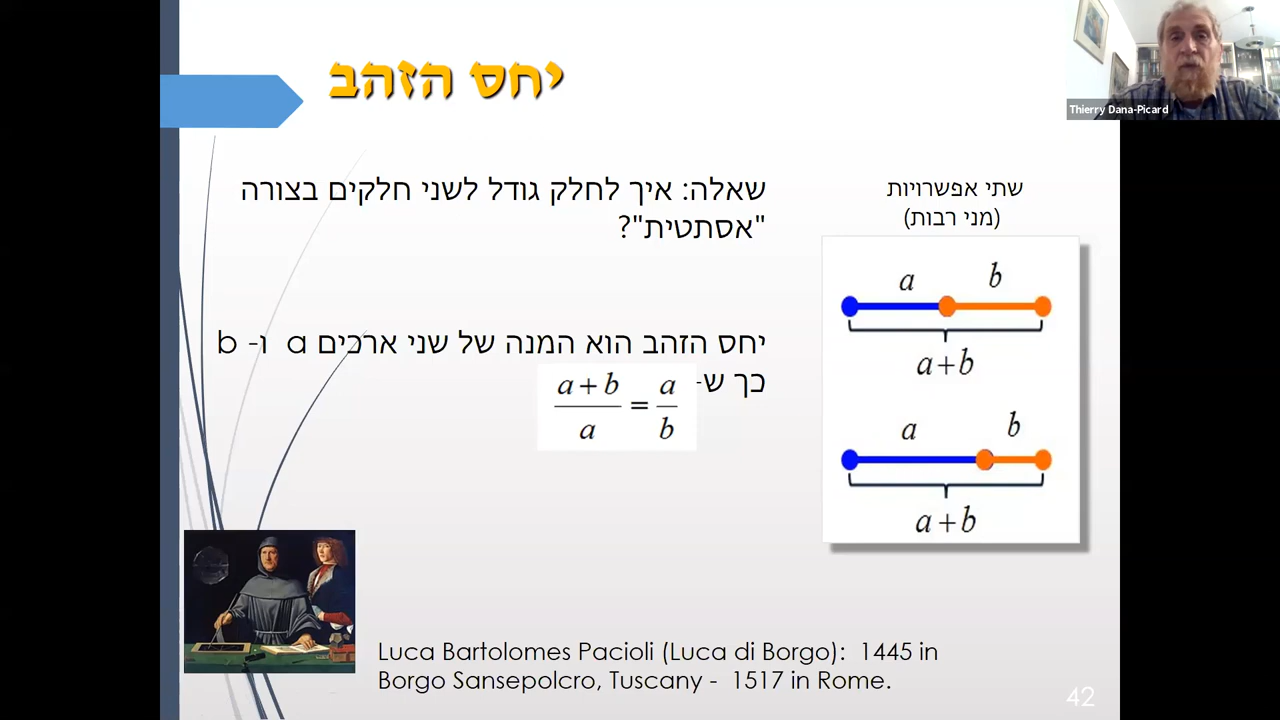 יחס הזהב
Thierry Dana-Picard
שאלה: איך לחלק גודל לשני חלקים בצורה
"אסתטית"?
שתי אפשרויות
(מני רבות)
a b
a+b
a b
a+b
יחס הזהב הוא המנה של שני ארכים a ו- b
כך ש-
(a+b)/a = a/b
Luca Bartolomes Pacioli (Luca di Borgo): 1445 in
Borgo Sansepolcro, Tuscany - 1517 in Rome.
42